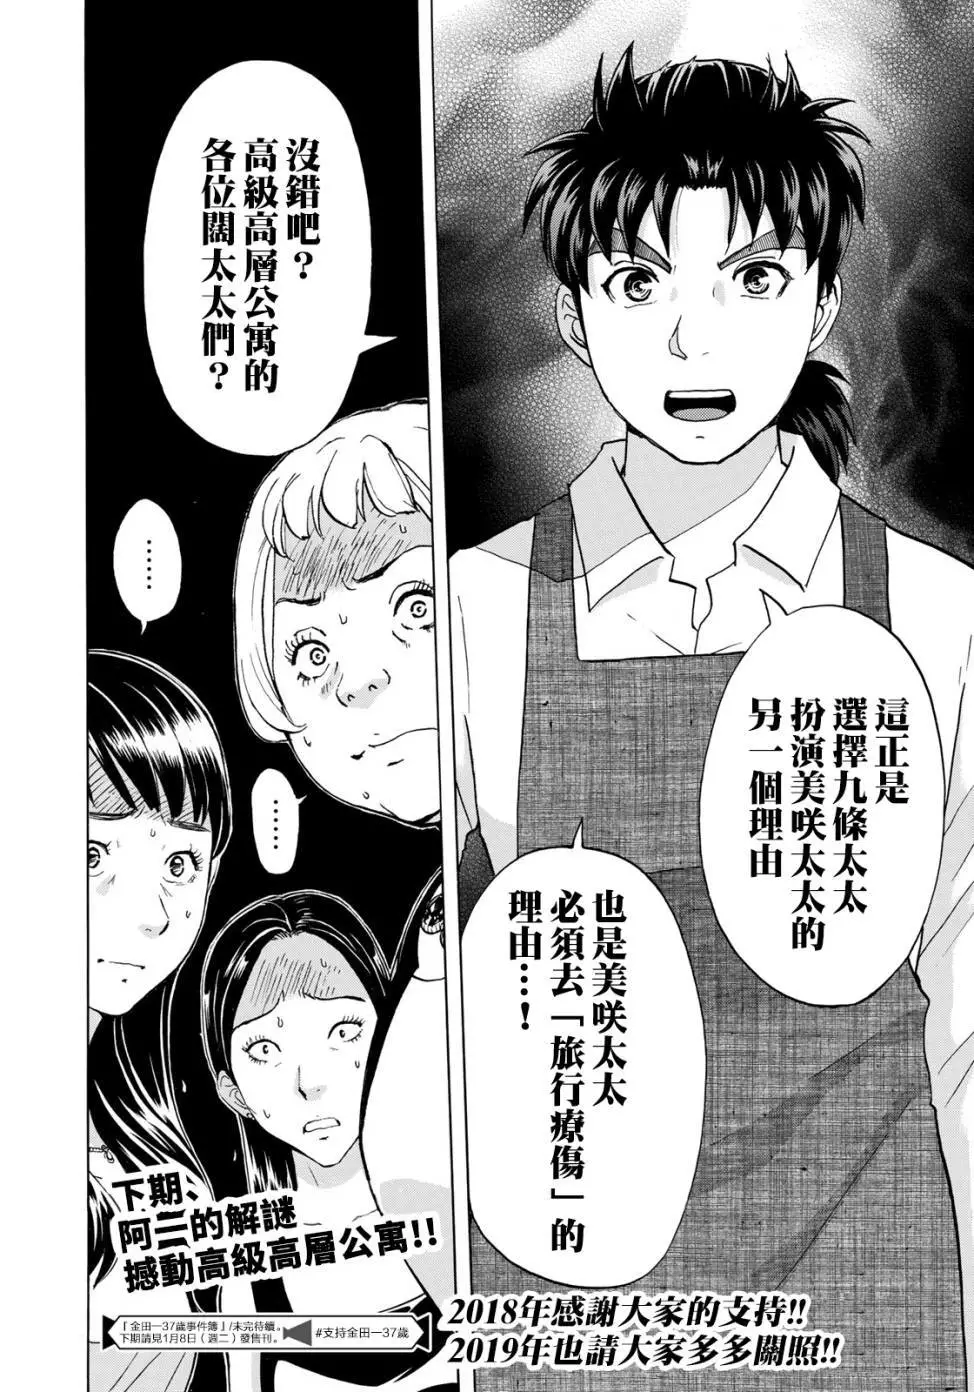 這正是
選擇九條太太
扮演美咲太太的
另一個理由
也是美咲太太
必須去「旅行療傷」的
理由…！
沒錯吧？
高級高層公寓的
各位闊太太們？
……
……
下期、
阿一的解謎
撼動高級高層公寓!!
『金田一37歲事件簿』/未完待續。
下期請見1月8日（週二）發售刊。
#支持金田一37歲
2018年感謝大家的支持!!
2019年也請大家多多關照!!